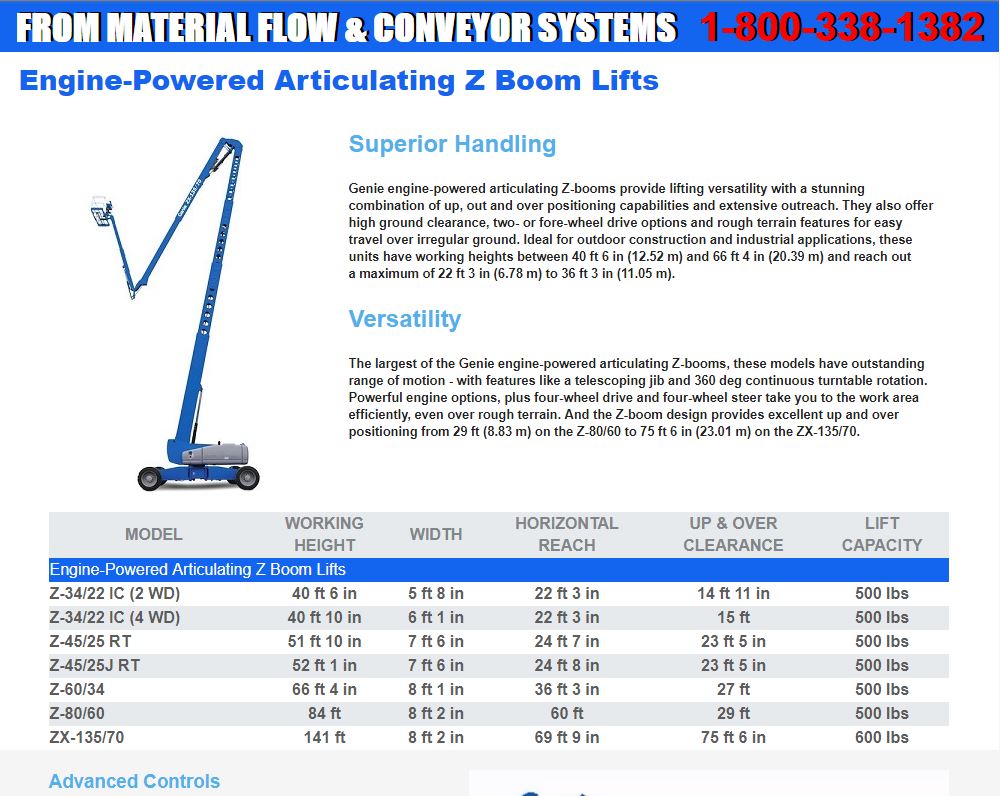 FROM MATERIAL FLOW & CONVEYOR SYSTEMS 1-800-338-1382
Engine-Powered Articulating Z Boom Lifts
Superior Handling
Genie engine-powered articulating Z-booms provide lifting versatility with a stunning
combination of up, out and over positioning capabilities and extensive outreach. They also offer
high ground clearance, two- or fore-wheel drive options and rough terrain features for easy
travel over irregular ground. Ideal for outdoor construction and industrial applications, these
units have working heights between 40 ft 6 in (12.52 m) and 66 ft 4 in (20.39 m) and reach out
a maximum of 22 ft 3 in (6.78 m) to 36 ft 3 in (11.05 m).
Versatility
The largest of the Genie engine-powered articulating Z-booms, these models have outstanding
range of motion - with features like a telescoping jib and 360 deg continuous turntable rotation.
Powerful engine options, plus four-wheel drive and four-wheel steer take you to the work area
efficiently, even over rough terrain. And the Z-boom design provides excellent up and over
positioning from 29 ft (8.83 m) on the Z-80/60 to 75 ft 6 in (23.01 m) on the ZX-135/70.
Genie ZX-135/70
MODEL WORKING HEIGHT WIDTH HORIZONTAL REACH UP & OVER CLEARANCE LIFT CAPACITY
Engine-Powered Articulating Z Boom Lifts
Z-34/22 IC (2 WD) 40 ft 6 in 5 ft 8 in 22 ft 3 in 14 ft 11 in 500 lbs
Z-34/22 IC (4 WD) 40 ft 10 in 6 ft 1 in 22 ft 3 in 15 ft 500 lbs
Z-45/25 RT 51 ft 10 in 7 ft 6 in 24 ft 7 in 23 ft 5 in 500 lbs
Z-45/25J RT 52 ft 1 in 7 ft 6 in 24 ft 8 in 23 ft 5 in 500 lbs
Z-60/34 66 ft 4 in 8 ft 1 in 36 ft 3 in 27 ft 500 lbs
Z-80/60 84 ft 8 ft 2 in 60 ft 29 ft 500 lbs
ZX-135/70 141 ft 8 ft 2 in 69 ft 9 in 75 ft 6 in 600 lbs
Advanced Controls